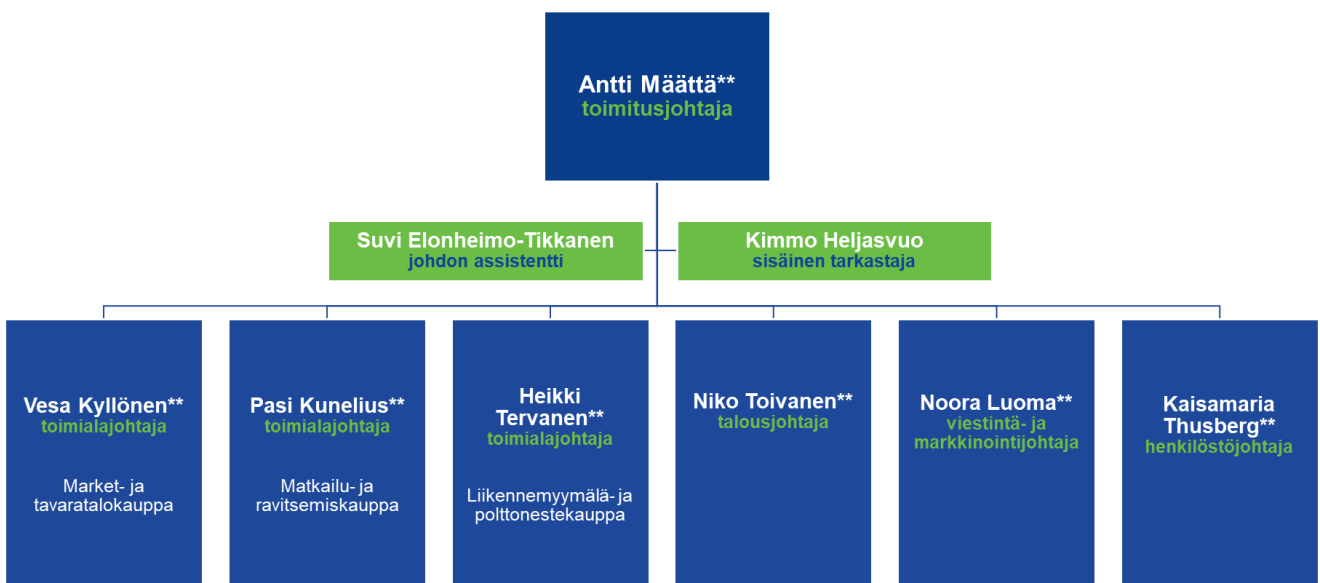 Antti Määttä**
toimitusjohtaja
Suvi Elonheimo-Tikkanen
johdon assistentti
Kimmo Heljasvuo
sisäinen tarkastaja
Vesa Kyllönen**
toimialajohtaja
Market- ja
tavaratalokauppa
Pasi Kunelius**
toimialajohtaja
Matkailu- ja
ravitsemiskauppa
Heikki
Tervanen**
toimialajohtaja
Liikennemyymälä- ja
polttonestekauppa
Niko Toivanen**
talousjohtaja
Noora Luoma**
viestintä- ja
markkinointijohtaja
Kaisamaria
Thusberg**
henkilöstöjohtaja